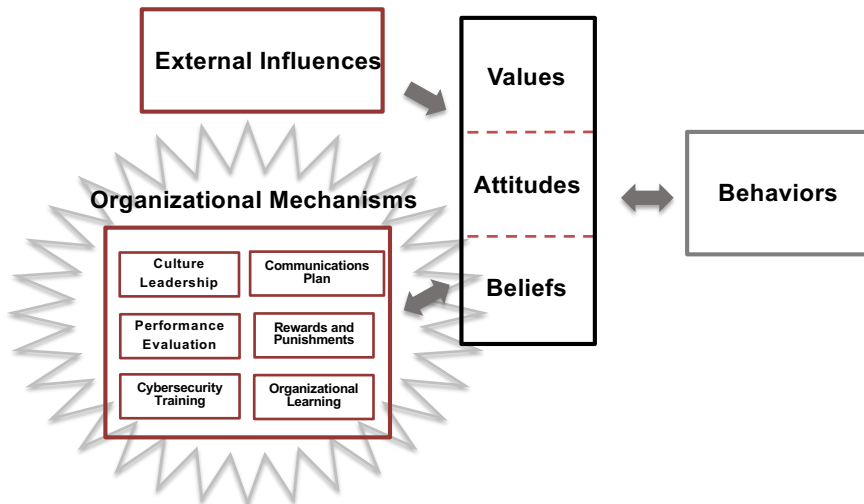 External Influences
Values
Attitudes
Beliefs
Behaviors
Organizational Mechanisms
Culture
Leadership
Communications
Plan
Performance
Evaluation
Rewards and
Punishments
Cybersecurity
Training
Organizational
Learning